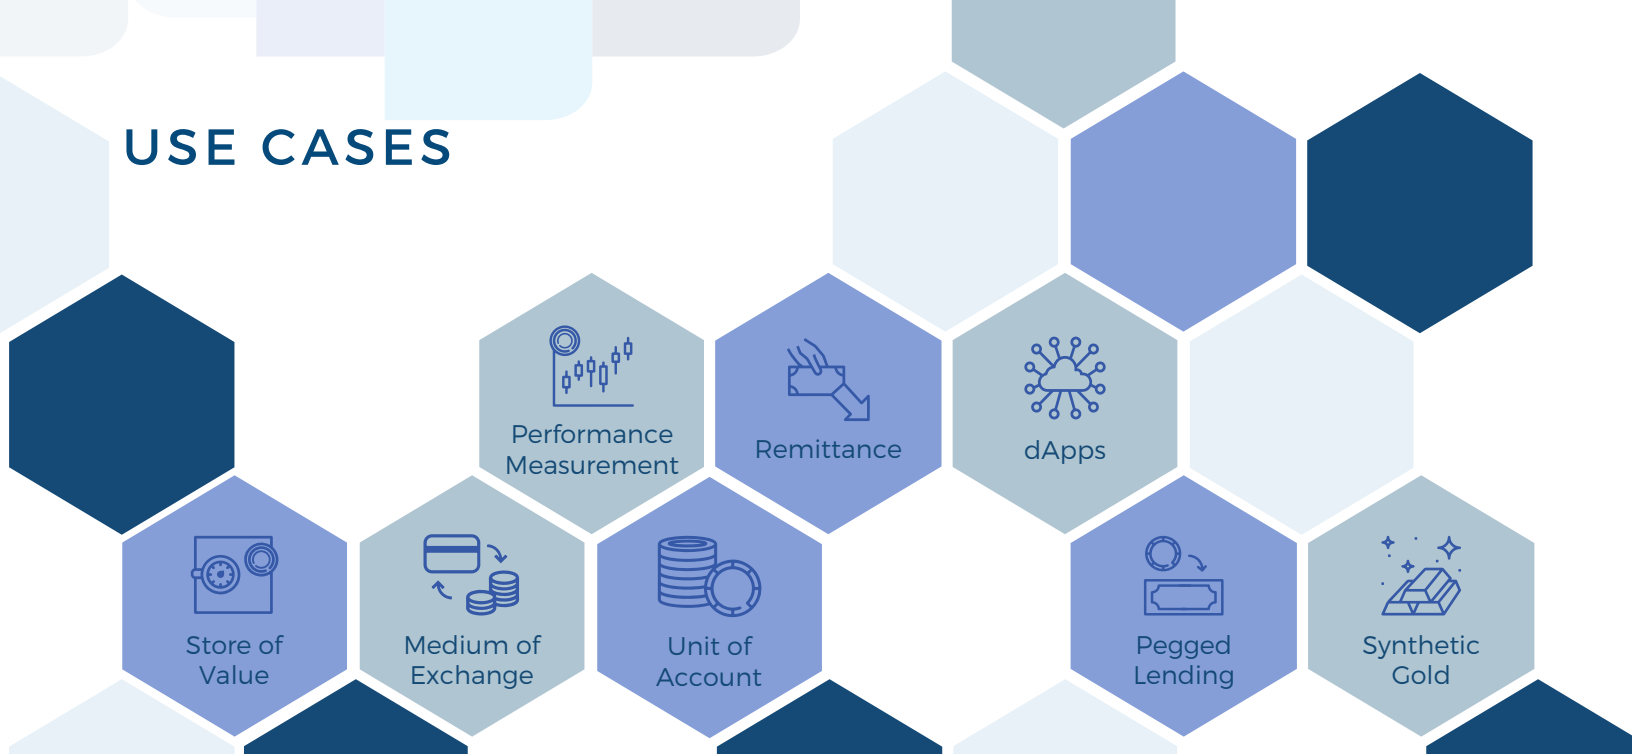 USE CASES
Performance
Measurement
Remittance
dApps
Store of
Value
Medium of
Exchange
Unit of
Account
Pegged
Lending
Synthetic
Gold